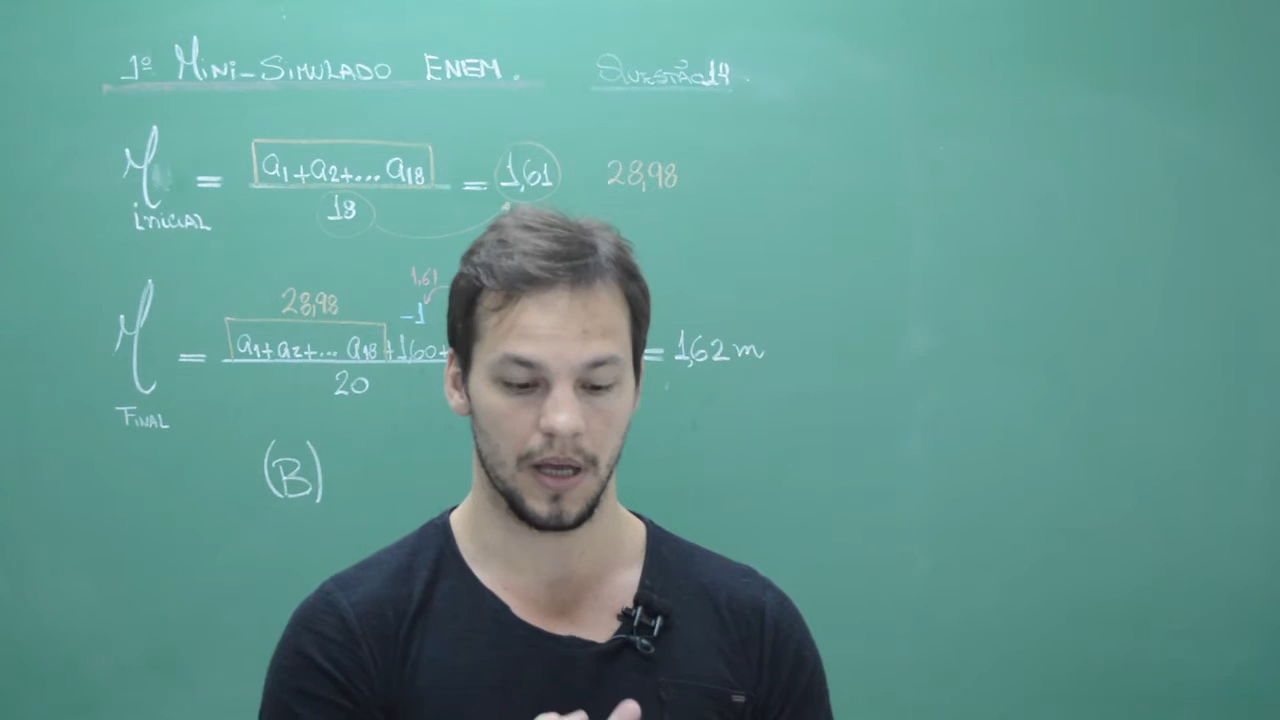 1º MINI-SIMULADO ENEM. QUESTÃO 14.
M INICIAL = a1+a2+... a18 / 18 = 1,61 28,98
1,61
28,98 -1
M FINAL = a1+a2+... a18 +1,60+ / 20 = 1,62 m
(B)